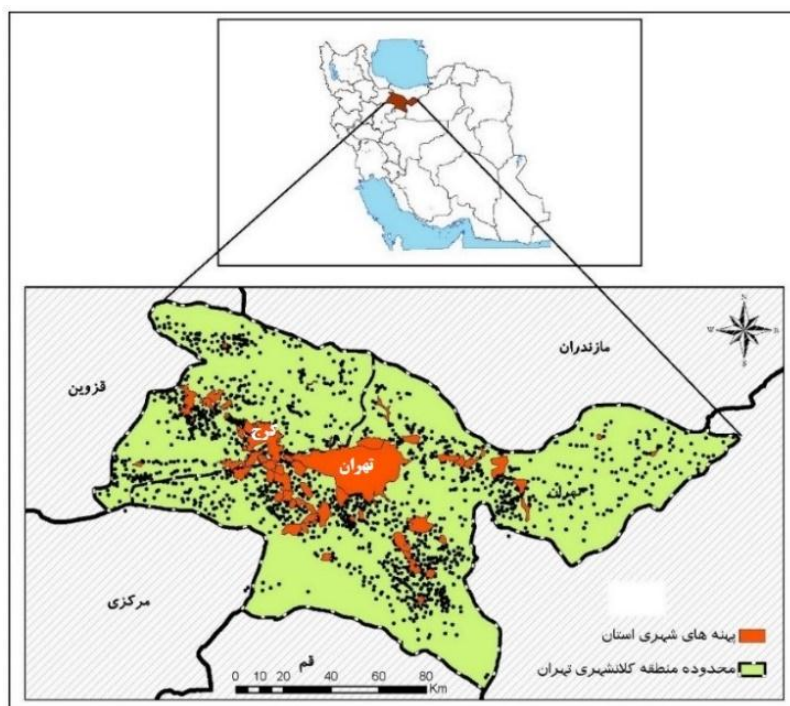 N
W
E
S
مازندران
قزوین
کرج
تهران
تهران
مرکزی
قم
پهنه های شهری استان
محدوده منطقه کلانشهری تهران
0 10 20 40 60 80
Km